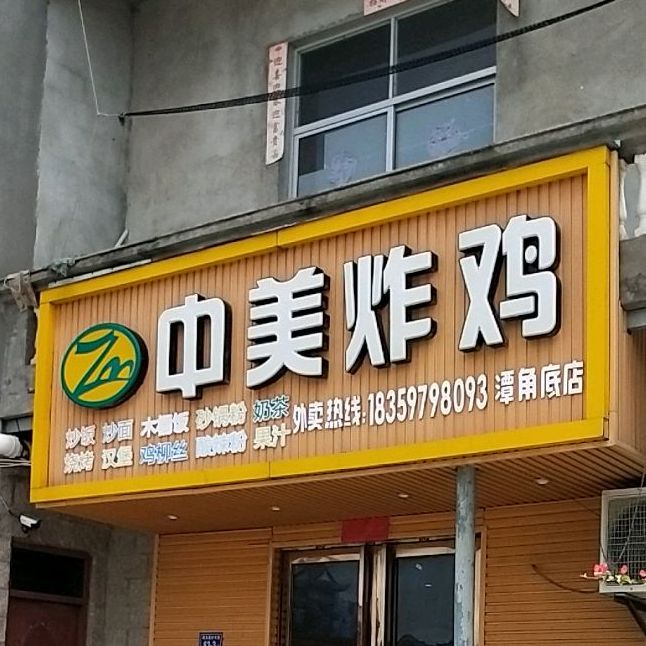 中美炸鸡
炒饭 炒面 木桶饭 砂锅粉 奶茶
烧烤 汉堡 鸡柳丝 酸辣粉 果汁
外卖热线:18359798093 潭角底店